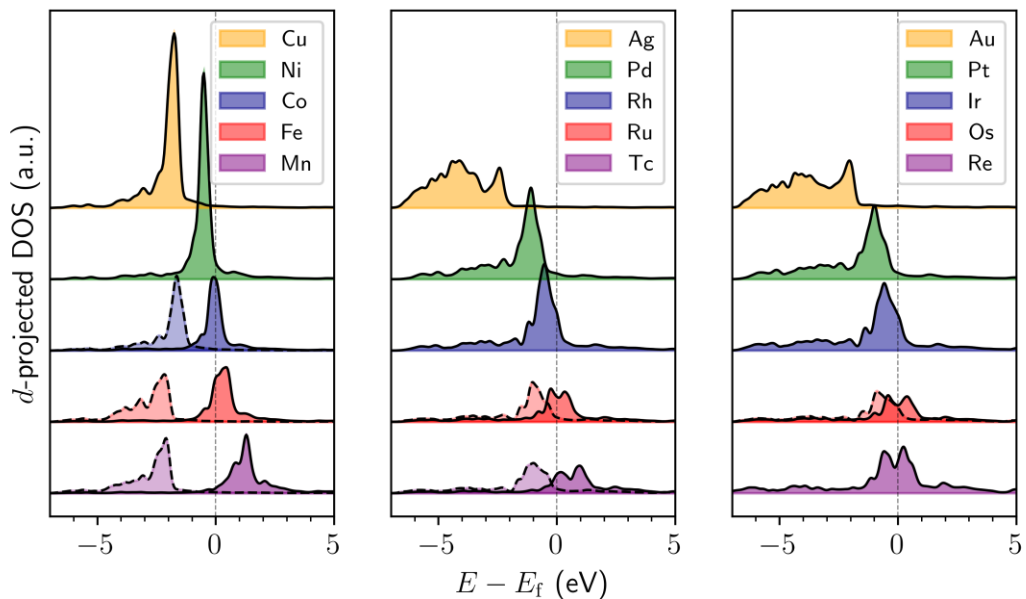 d-projected DOS (a.u.)
Cu
Ni
Co
Fe
Mn
−5 0 5
Ag
Pd
Rh
Ru
Tc
−5 0 5
Au
Pt
Ir
Os
Re
−5 0 5
E − E_f (eV)